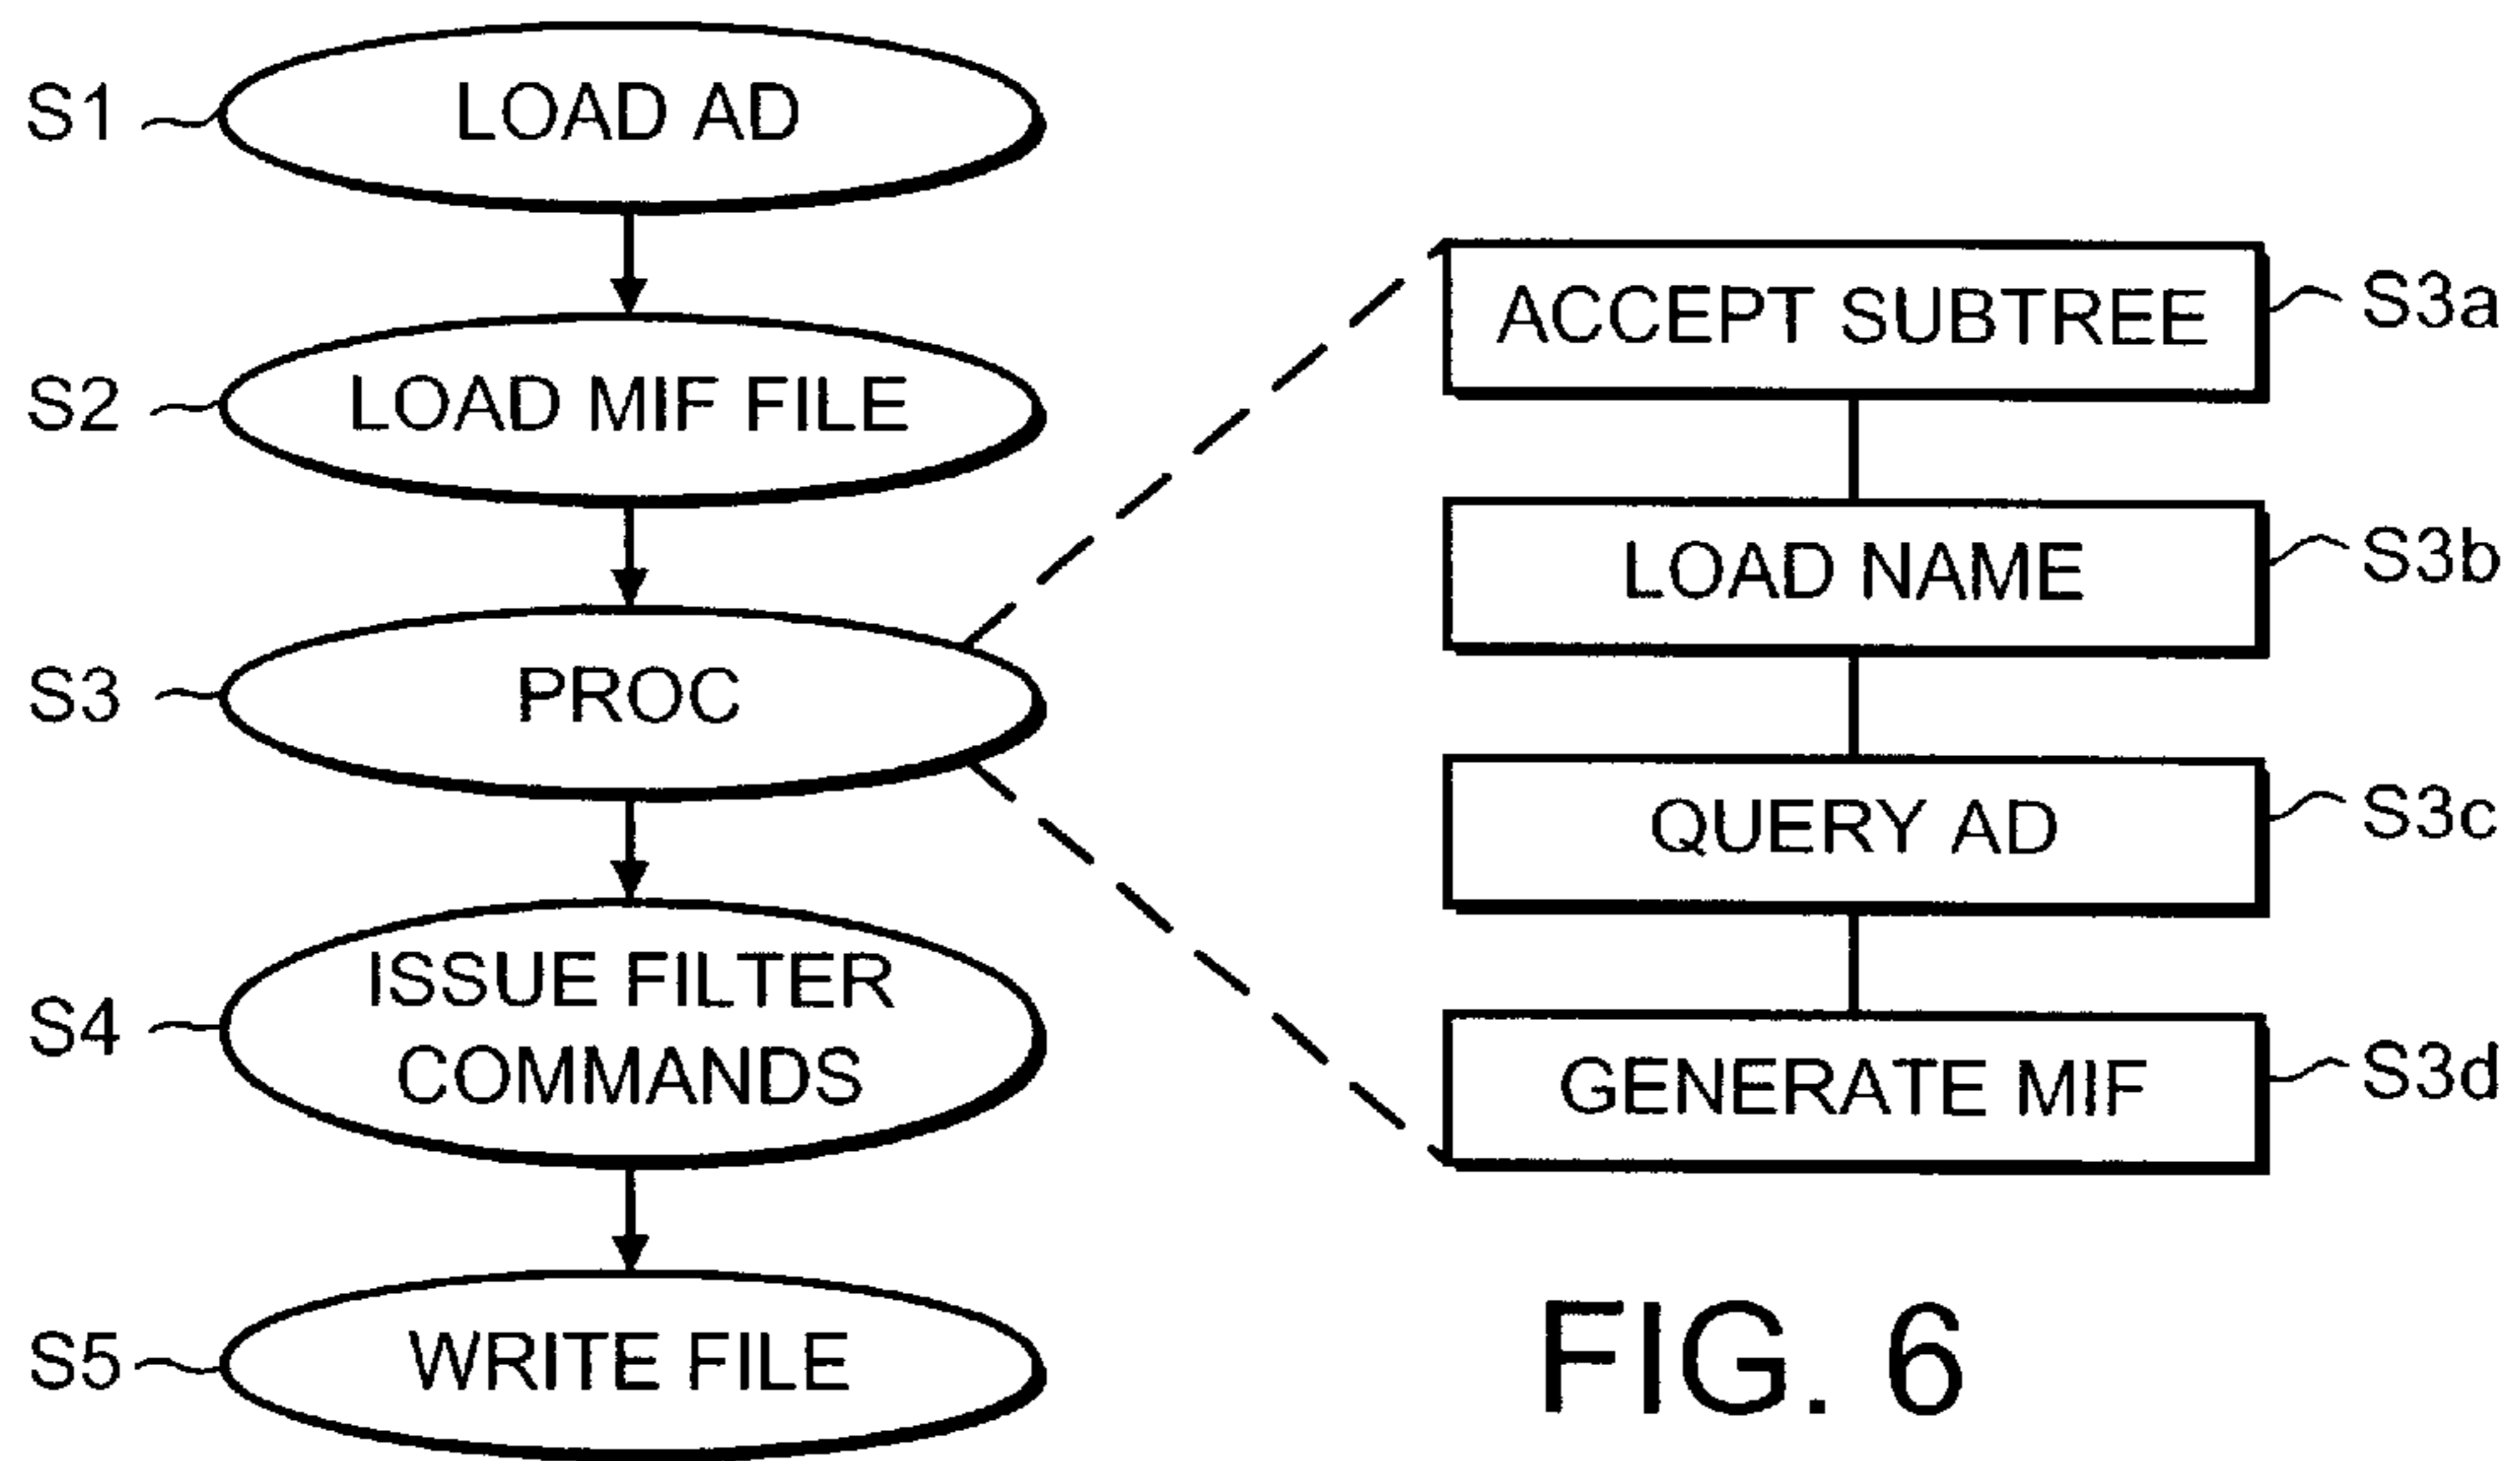 S1
LOAD AD
S2
LOAD MIF FILE
S3
PROC
S4
ISSUE FILTER
COMMANDS
S5
WRITE FILE
ACCEPT SUBTREE
S3a
LOAD NAME
S3b
QUERY AD
S3c
GENERATE MIF
S3d
FIG. 6